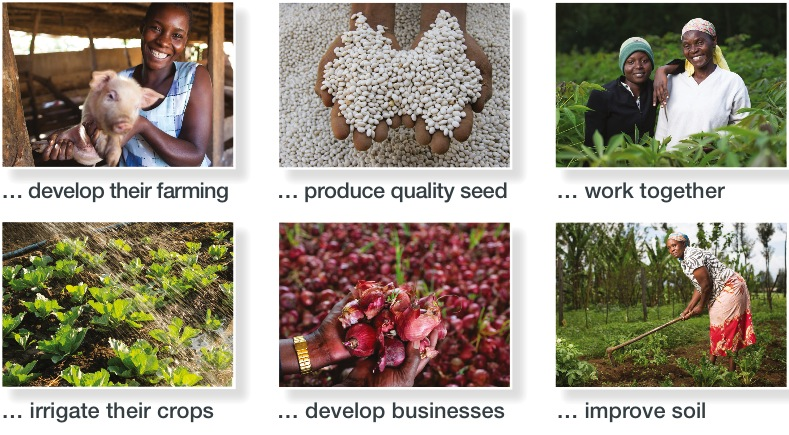 … develop their farming
… produce quality seed
… work together
… irrigate their crops
… develop businesses
… improve soil